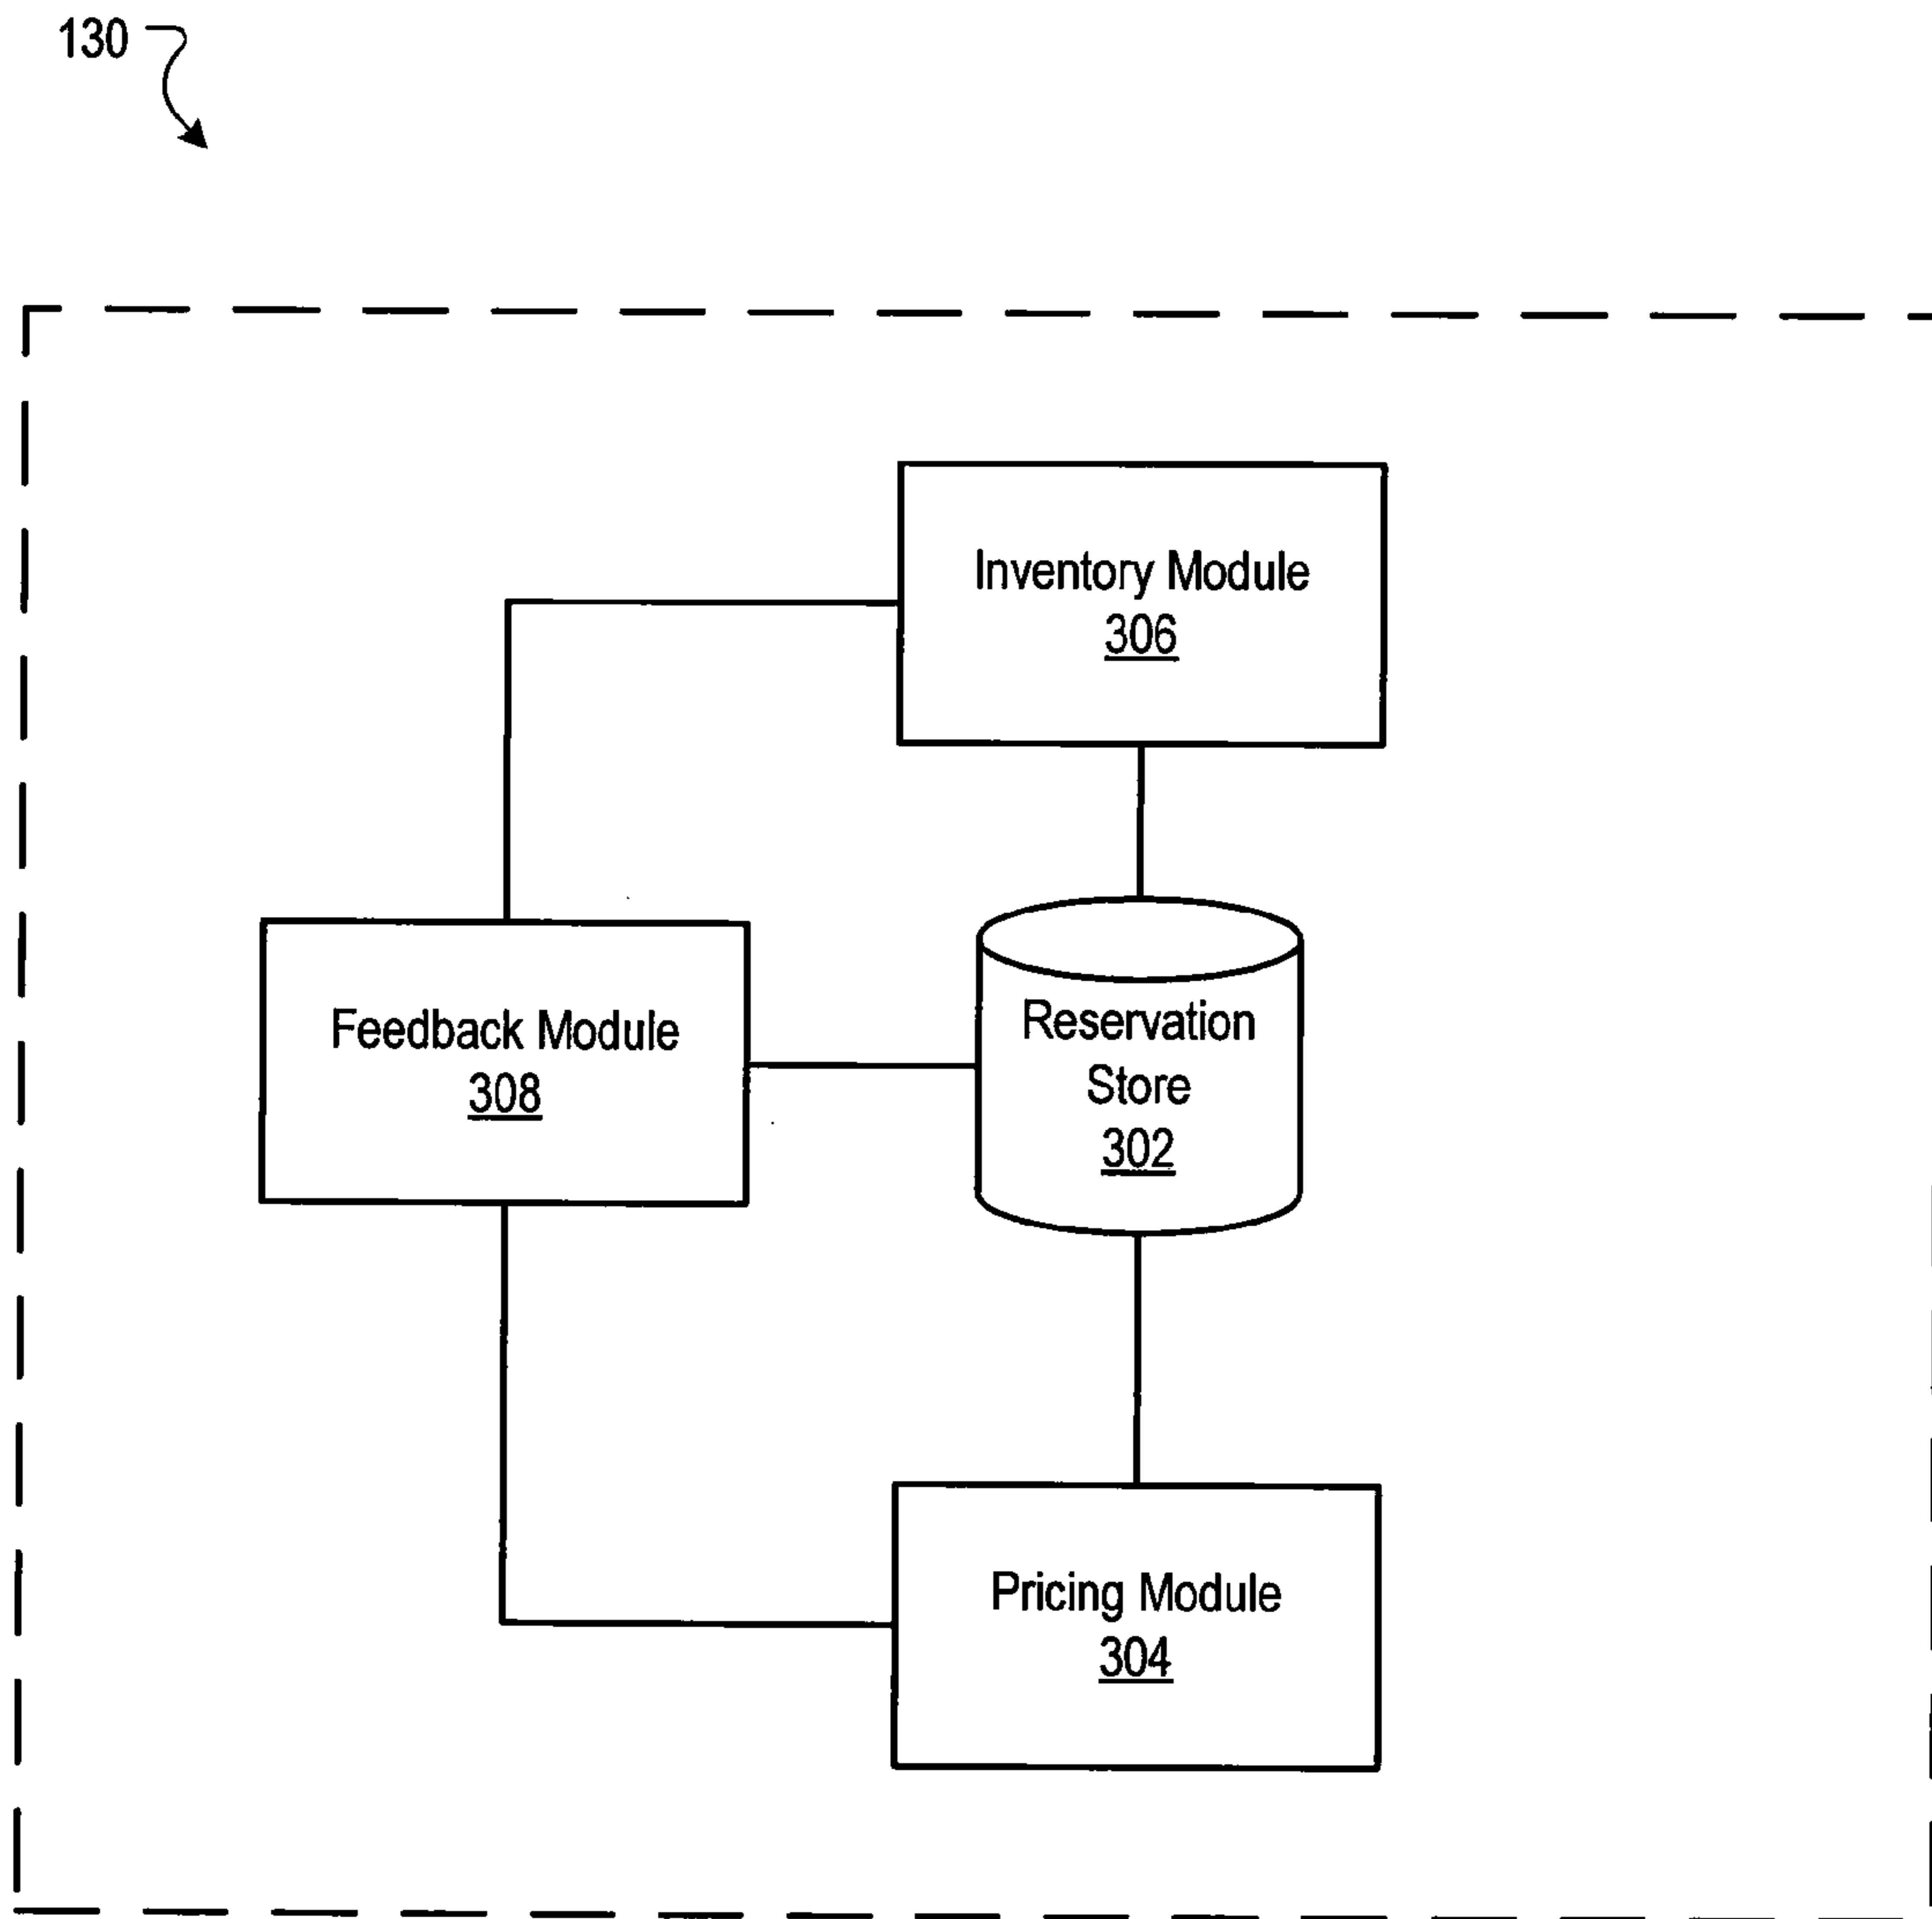 130
Inventory Module
306
Feedback Module
308
Reservation
Store
302
Pricing Module
304